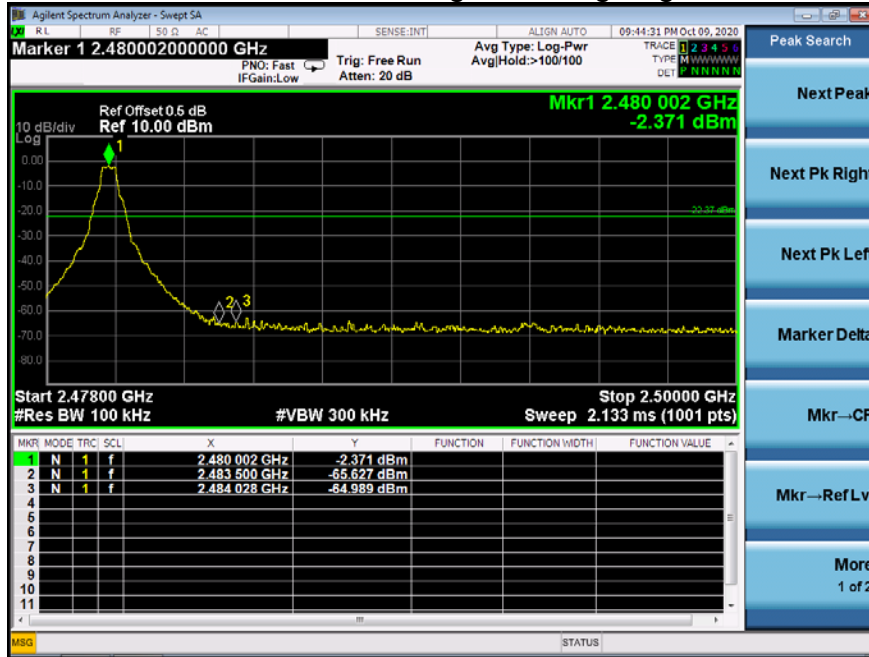 Agilent Spectrum Analyzer - Swept SA
RL RF 50 Ω AC SENSE:INT ALIGN AUTO 09:44:31 PM Oct 09, 2020
Marker 1 2.480002000000 GHz
PNO: Fast
IFGain:Low
Trig: Free Run
Atten: 20 dB
Avg Type: Log-Pwr
Avg|Hold:>100/100
TRACE 1 2 3 4 5 6
TYPE M WWWWW
DET P N N N N N
Peak Search
Mkr1 2.480 002 GHz
-2.371 dBm
Ref Offset 0.5 dB
10 dB/div Ref 10.00 dBm
Log
1
0.00
-10.0
-20.0
-22.37 dBm
-30.0
-40.0
-50.0
-60.0
2 3
-70.0
-80.0
Start 2.47800 GHz Stop 2.50000 GHz
#Res BW 100 kHz #VBW 300 kHz Sweep 2.133 ms (1001 pts)
MKR MODE TRC SCL X Y FUNCTION FUNCTION WIDTH FUNCTION VALUE
1 N 1 f 2.480 002 GHz -2.371 dBm
2 N 1 f 2.483 500 GHz -65.627 dBm
3 N 1 f 2.484 028 GHz -64.989 dBm
4
5
6
7
8
9
10
11
MSG STATUS
Next Peak
Next Pk Right
Next Pk Left
Marker Delta
Mkr→CF
Mkr→Ref Lv
More
1 of 2